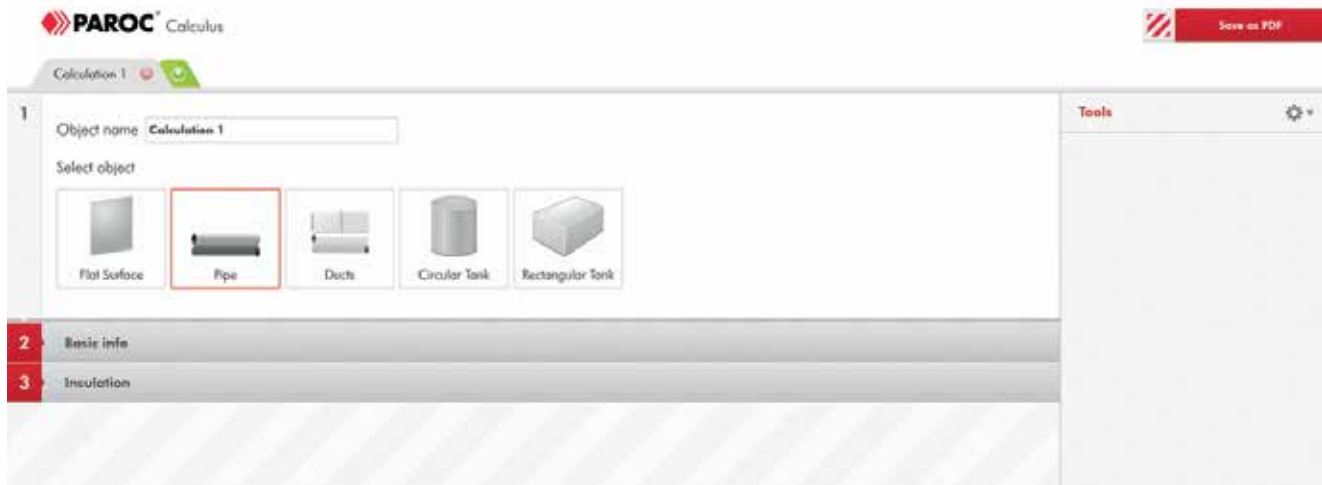 PAROC® Calculus
Save as PDF
Calculation 1
1
Object name Calculation 1
Tools
Select object
Flat Surface Pipe Ducts Circular Tank Rectangular Tank
2 Basic info
3 Insulation